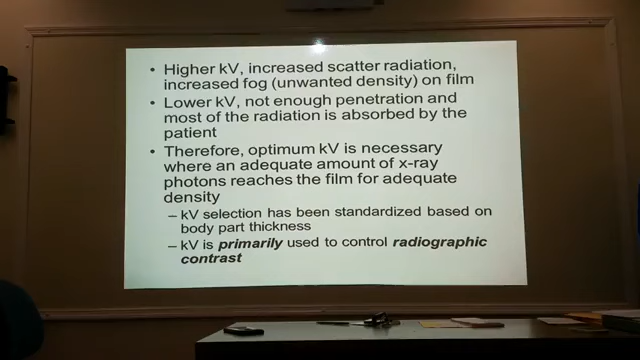 • Higher kV, increased scatter radiation,
increased fog (unwanted density) on film
• Lower kV, not enough penetration and
most of the radiation is absorbed by the
patient
• Therefore, optimum kV is necessary
where an adequate amount of x-ray
photons reaches the film for adequate
density
– kV selection has been standardized based on
body part thickness
– kV is primarily used to control radiographic
contrast